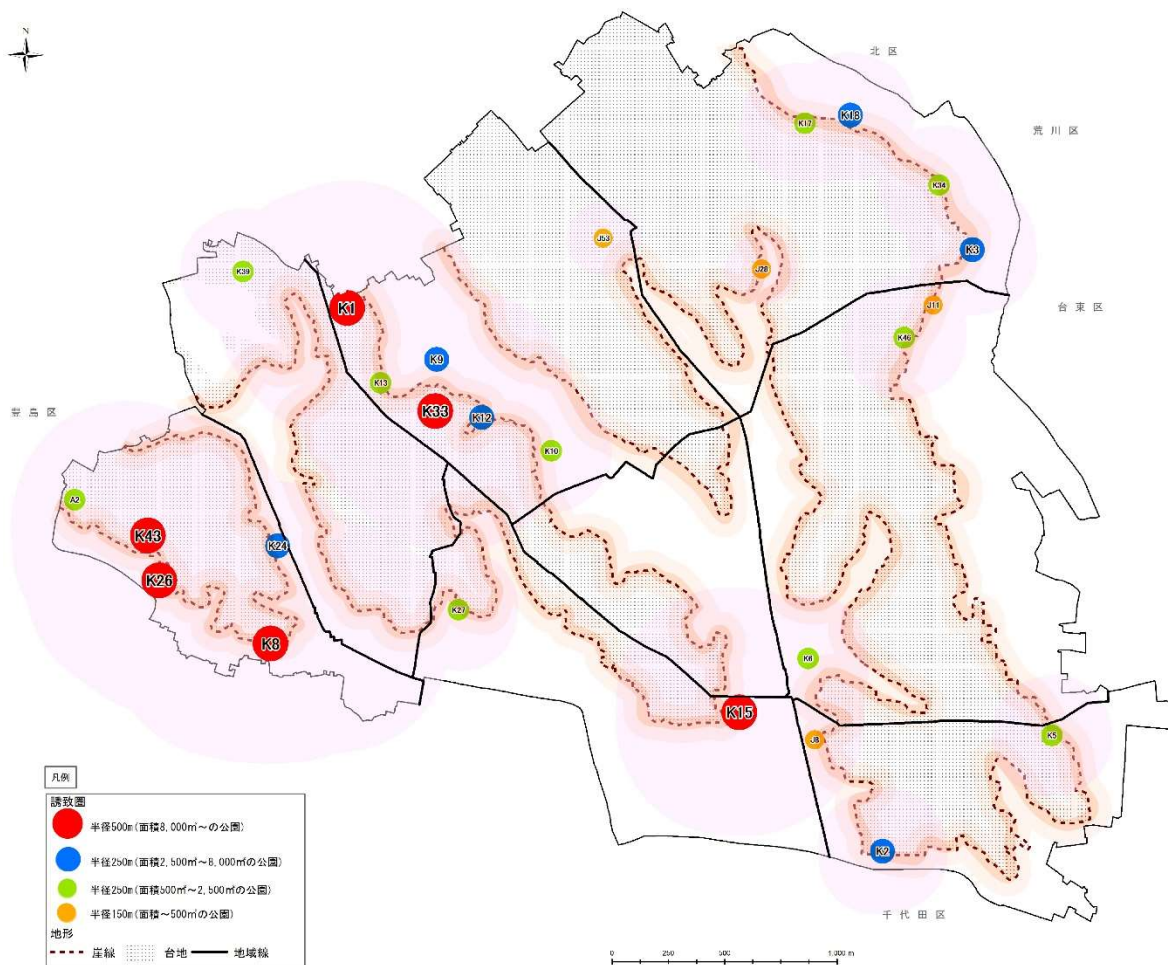 N
北区
荒川区
台東区
豊島区
千代田区
K18
K17
K34
K3
J53
J28
J11
K46
K39
K1
K9
K13
K33
K12
K10
A2
K43
K24
K26
K27
K8
K6
K15
J8
K5
K2
凡例
誘致圏
半径500m(面積8,000㎡～の公園)
半径250m(面積2,500㎡～8,000㎡の公園)
半径250m(面積500㎡～2,500㎡の公園)
半径150m(面積～500㎡の公園)
地形
崖線 台地 地域線
0 250 500 1,000 m